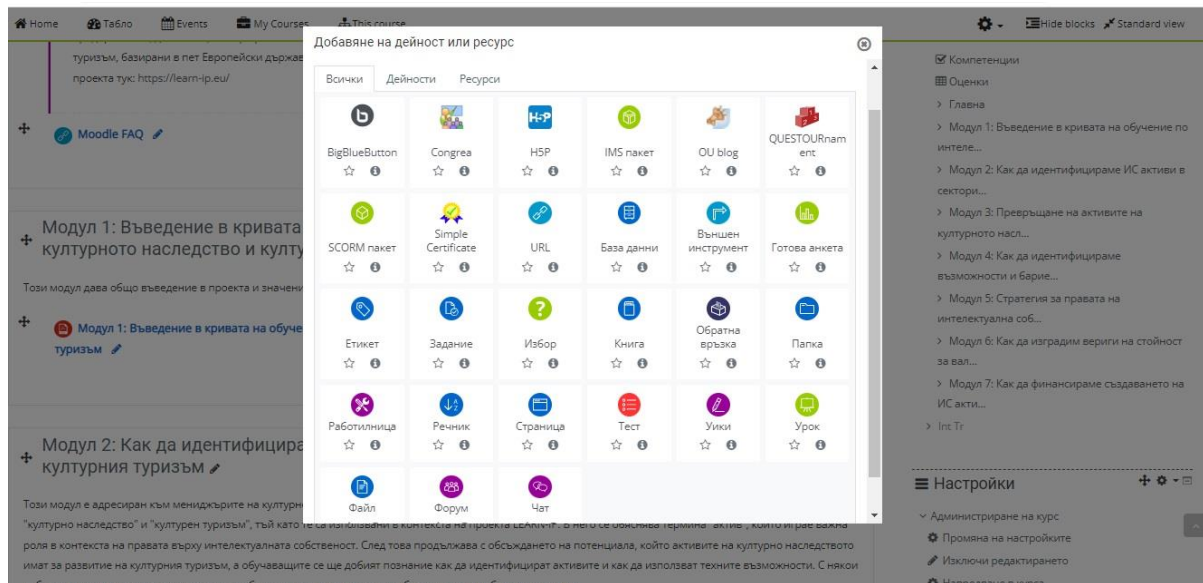 Home Табло Events My Courses This course Hide blocks Standard view
туризъм, базирани в пет Европейски държав
проекта тук: https://learn-ip.eu/
Moodle FAQ
Модул 1: Въведение в кривата
културното наследство и култу
Този модул дава общо въведение в проекта и значени
Модул 1: Въведение в кривата на обуче
туризъм
Модул 2: Как да идентифицира
културния туризъм
Този модул е адресиран към мениджърите на културн
"културно наследство" и "културен туризъм", тъй като те са използвани в контекста на проекта LEARN-IP. В него се обяснява термина "актив", който играе важна
роля в контекста на правата върху интелектуалната собственост. След това продължава с обсъждането на потенциала, който активите на културно наследството
имат за развитие на културния туризъм, а обучаващите се ще добият познание как да идентифицират активите и как да използват техните възможности. С някои
Добавяне на дейност или ресурс
Всички Дейности Ресурси
BigBlueButton Congrea H5P IMS пакет OU blog QUESTOURnam
ent
SCORM пакет Simple
Certificate URL База данни Външен
инструмент Готова анкета
Етикет Задание Избор Книга Обратна
връзка Папка
Работилница Речник Страница Тест Уики Урок
Файл Форум Чат
Компетенции
Оценки
Главна
Модул 1: Въведение в кривата на обучение по
интеле...
Модул 2: Как да идентифицираме ИС активи в
сектори...
Модул 3: Превръщане на активите на
културното насл...
Модул 4: Как да идентифицираме
възможности и барие...
Модул 5: Стратегия за правата на
интелектуална соб...
Модул 6: Как да изградим вериги на стойност
за вал...
Модул 7: Как да финансираме създаването на
ИС акти...
Int Tr
Настройки
Администриране на курс
Промяна на настройките
Изключи редактирането